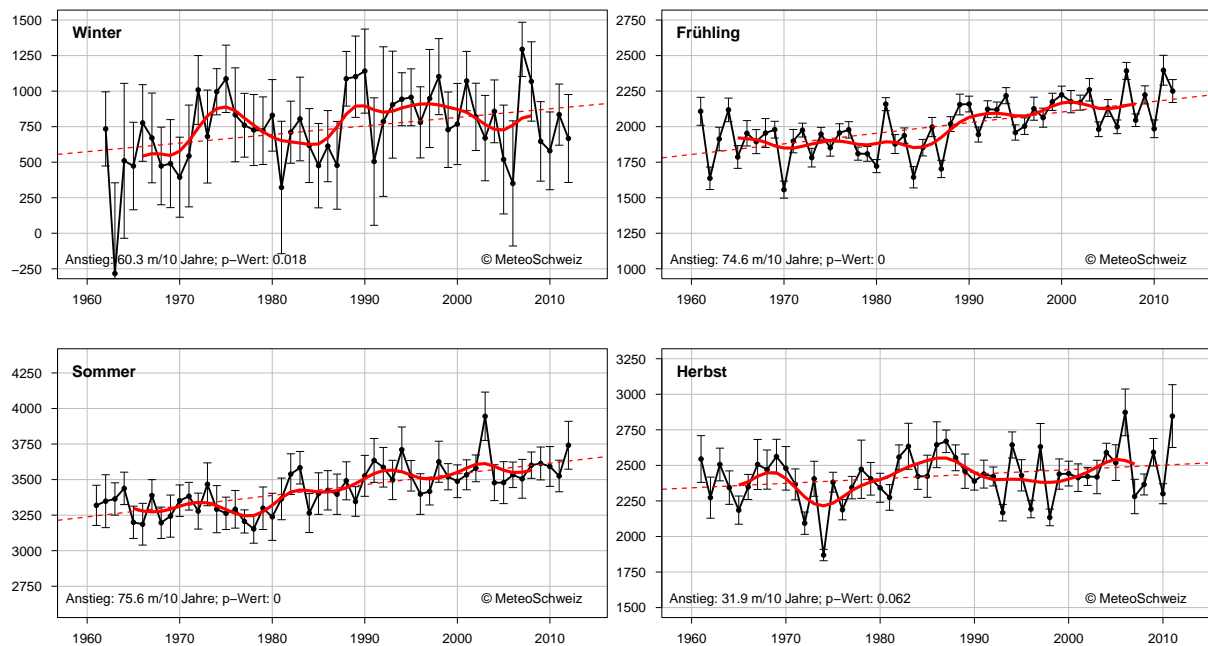 Winter
1500
1250
1000
750
500
250
0
−250
Anstieg: 60.3 m/10 Jahre; p−Wert: 0.018
© MeteoSchweiz
1960 1970 1980 1990 2000 2010
Frühling
2750
2500
2250
2000
1750
1500
1250
1000
Anstieg: 74.6 m/10 Jahre; p−Wert: 0
© MeteoSchweiz
1960 1970 1980 1990 2000 2010
Sommer
4250
4000
3750
3500
3250
3000
2750
Anstieg: 75.6 m/10 Jahre; p−Wert: 0
© MeteoSchweiz
1960 1970 1980 1990 2000 2010
Herbst
3250
3000
2750
2500
2250
2000
1750
1500
Anstieg: 31.9 m/10 Jahre; p−Wert: 0.062
© MeteoSchweiz
1960 1970 1980 1990 2000 2010